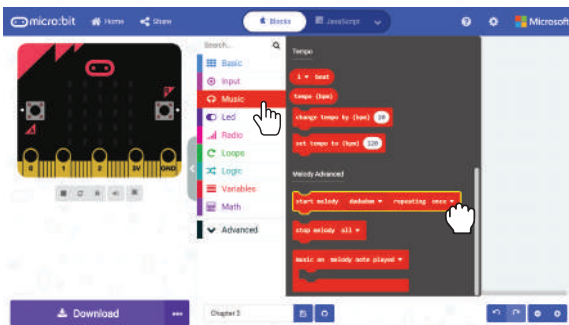 micro:bit Home Share Blocks JavaScript Microsoft
Search...
Basic
Input
Music
Led
Radio
Loops
Logic
Variables
Math
Advanced
Tempo
1 beat
tempo (bpm)
change tempo by (bpm) 20
set tempo to (bpm) 120
Melody Advanced
start melody dadadum repeating once
stop melody all
music on melody note played
0 1 2 3V GND
Download
Chapter 3